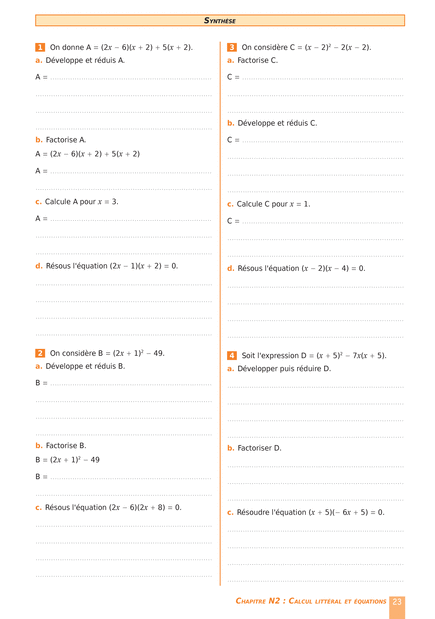 SYNTHÈSE
1 On donne A = (2x − 6)(x + 2) + 5(x + 2).
a. Développe et réduis A.
A = ........................................................
b. Factorise A.
A = (2x − 6)(x + 2) + 5(x + 2)
A = ........................................................
c. Calcule A pour x = 3.
A = ........................................................
d. Résous l'équation (2x − 1)(x + 2) = 0.
2 On considère B = (2x + 1)² − 49.
a. Développe et réduis B.
B = ........................................................
b. Factorise B.
B = (2x + 1)² − 49
B = ........................................................
c. Résous l'équation (2x − 6)(2x + 8) = 0.
3 On considère C = (x − 2)² − 2(x − 2).
a. Factorise C.
C = ........................................................
b. Développe et réduis C.
C = ........................................................
c. Calcule C pour x = 1.
C = ........................................................
d. Résous l'équation (x − 2)(x − 4) = 0.
4 Soit l'expression D = (x + 5)² − 7x(x + 5).
a. Développer puis réduire D.
b. Factoriser D.
c. Résoudre l'équation (x + 5)(− 6x + 5) = 0.
CHAPITRE N2 : CALCUL LITTÉRAL ET ÉQUATIONS 23